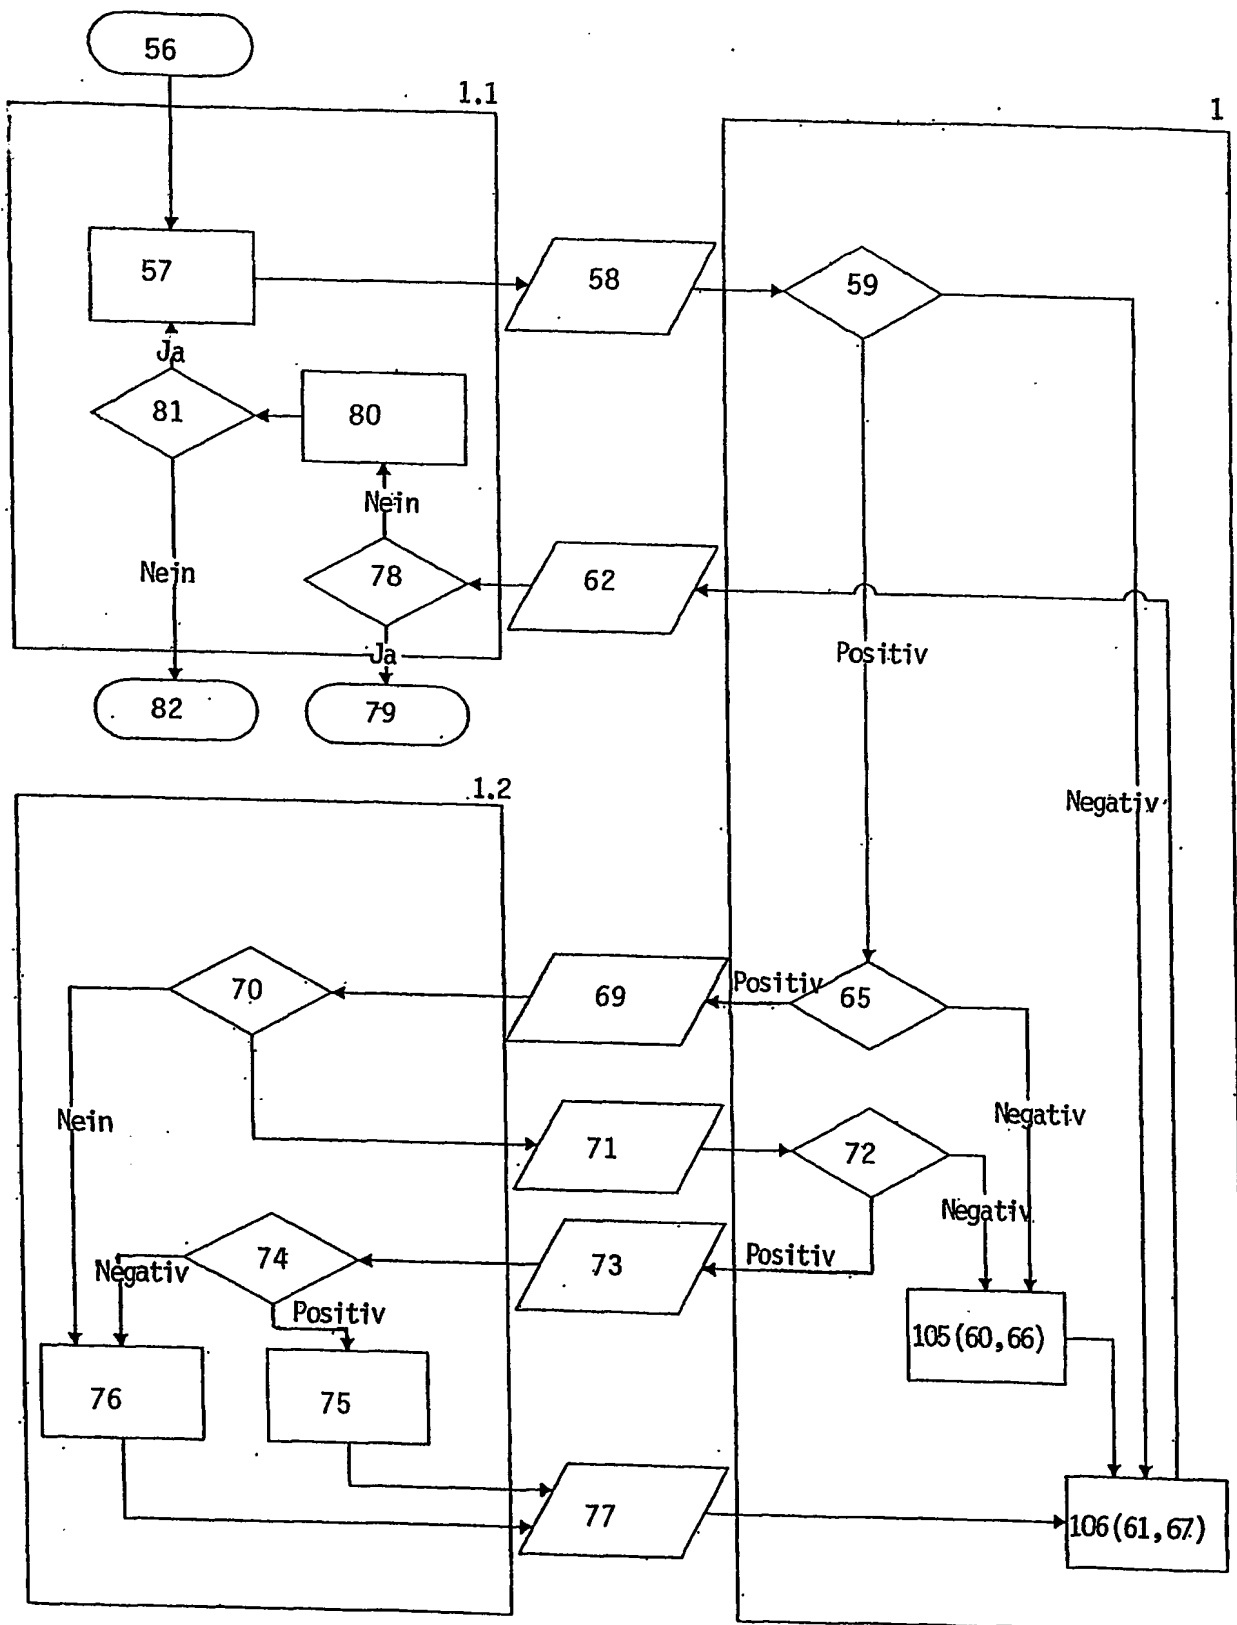 56
1.1
1
57
58
59
Ja
81
80
Nein
Nein
78
62
Ja
Positiv
82
79
1.2
Negativ
70
69
Positiv
65
Nein
71
72
Negativ
Negativ
74
73
Positiv
Negativ
Positiv
105(60,66)
76
75
77
106(61,67)